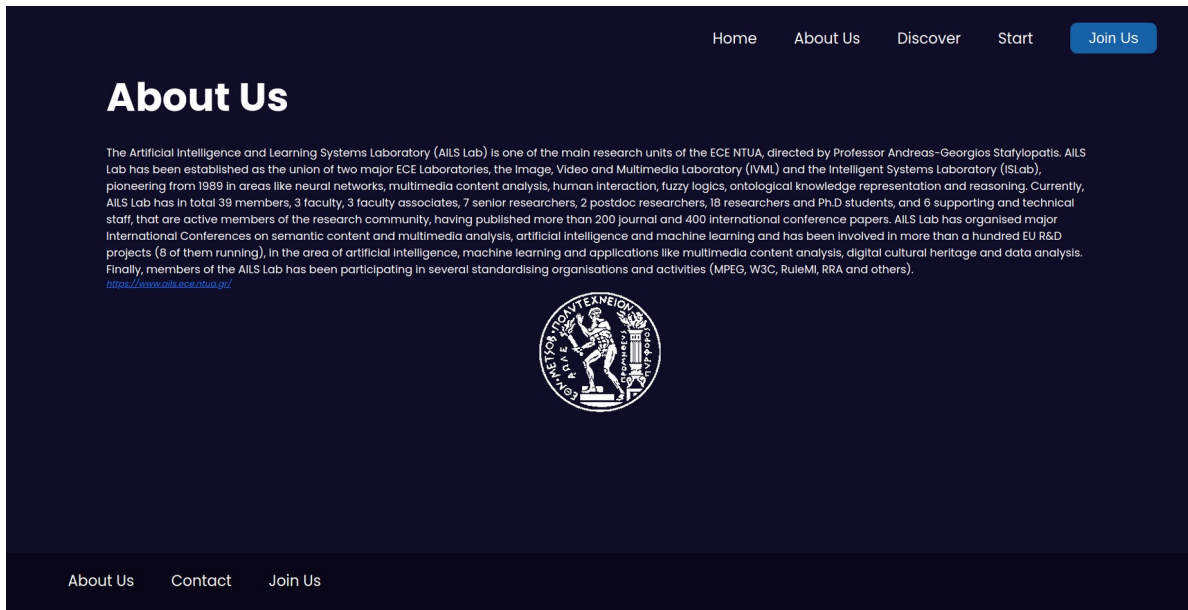 Home About Us Discover Start Join Us
About Us
The Artificial Intelligence and Learning Systems Laboratory (AILS Lab) is one of the main research units of the ECE NTUA, directed by Professor Andreas-Georgios Stafylopatis. AILS
Lab has been established as the union of two major ECE Laboratories, the Image, Video and Multimedia Laboratory (IVML) and the Intelligent Systems Laboratory (ISLab),
pioneering from 1989 in areas like neural networks, multimedia content analysis, human interaction, fuzzy logics, ontological knowledge representation and reasoning. Currently,
AILS Lab has in total 39 members, 3 faculty, 3 faculty associates, 7 senior researchers, 2 postdoc researchers, 18 researchers and Ph.D students, and 6 supporting and technical
staff, that are active members of the research community, having published more than 200 journal and 400 international conference papers. AILS Lab has organised major
International Conferences on semantic content and multimedia analysis, artificial intelligence and machine learning and has been involved in more than a hundred EU R&D
projects (8 of them running), in the area of artificial intelligence, machine learning and applications like multimedia content analysis, digital cultural heritage and data analysis.
Finally, members of the AILS Lab has been participating in several standardising organisations and activities (MPEG, W3C, RuleMl, RRA and others).
https://www.ails.ece.ntua.gr/
ΕΘΝ·ΜΕΤΣΟΒ·ΠΟΛΥΤΕΧΝΕΙΟΝ
ΠΡΟΜΗΘΕΥΣ
About Us Contact Join Us